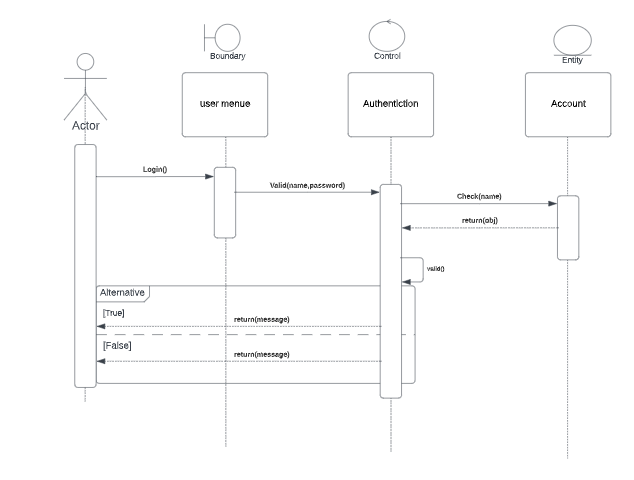 Boundary
Control
Entity
user menue
Authentiction
Account
Actor
Login()
Valid(name,password)
Check(name)
return(obj)
valid()
Alternative
[True]
return(message)
[False]
return(message)